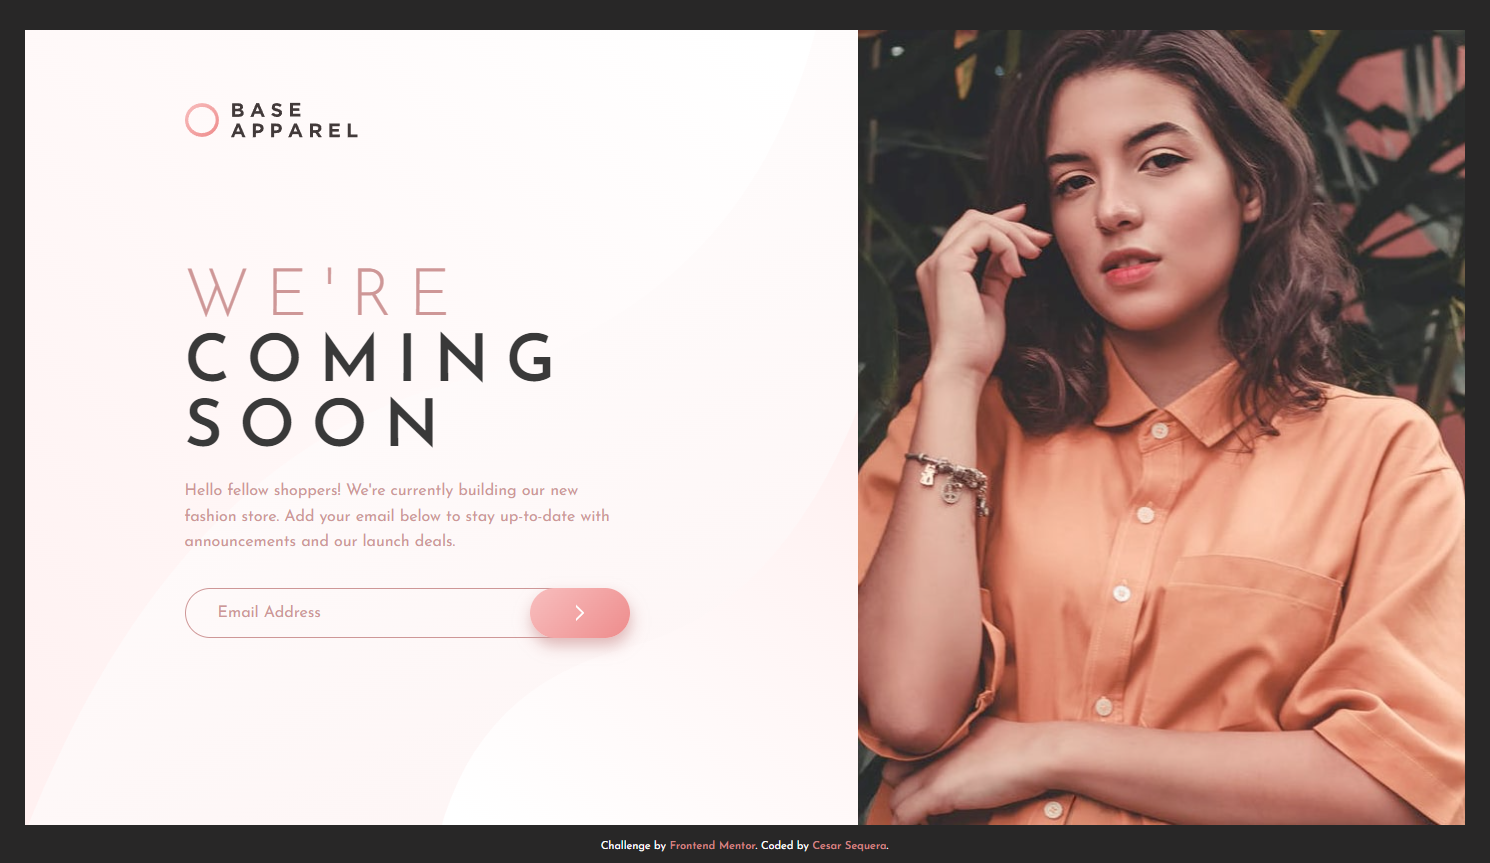 BASE
APPAREL
WE'RE
COMING
SOON
Hello fellow shoppers! We're currently building our new
fashion store. Add your email below to stay up-to-date with
announcements and our launch deals.
Email Address
Challenge by Frontend Mentor. Coded by Cesar Sequera.